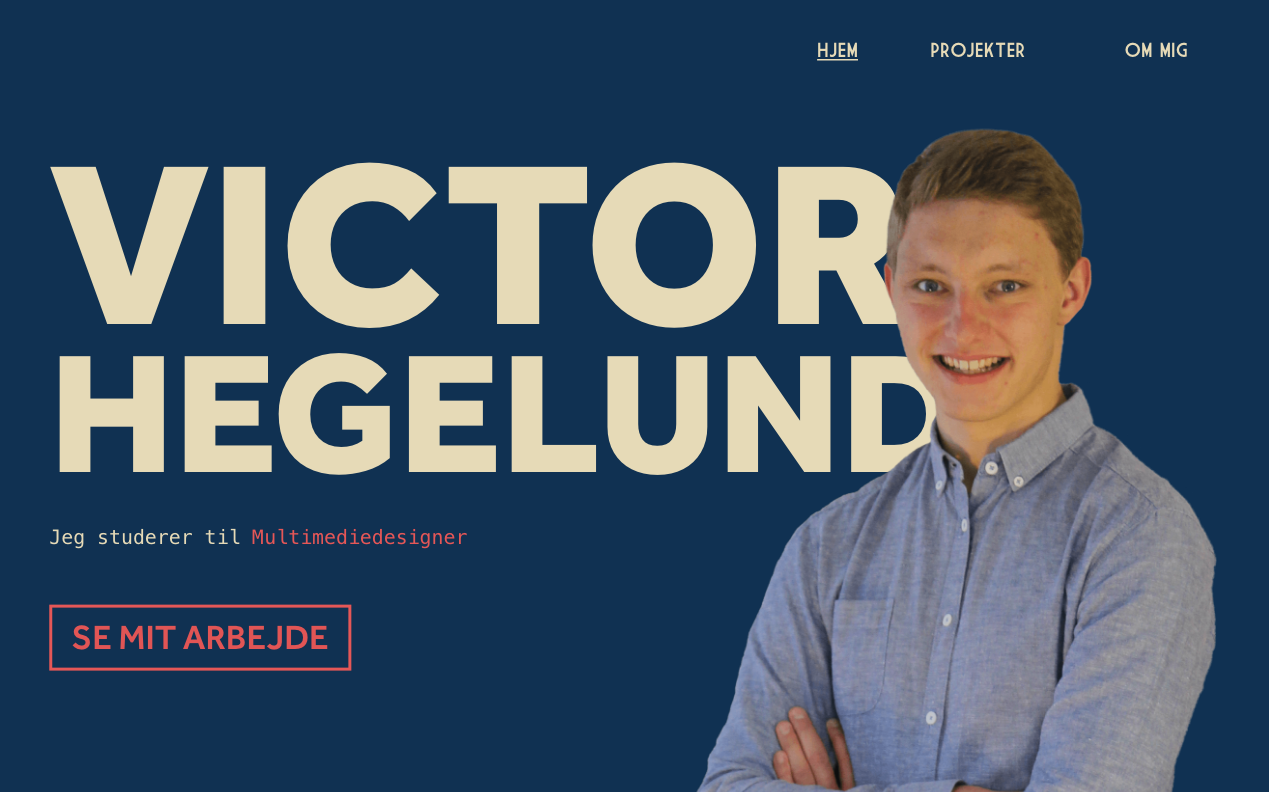 HJEM PROJEKTER OM MIG
VICTOR
HEGELUND
Jeg studerer til Multimediedesigner
SE MIT ARBEJDE